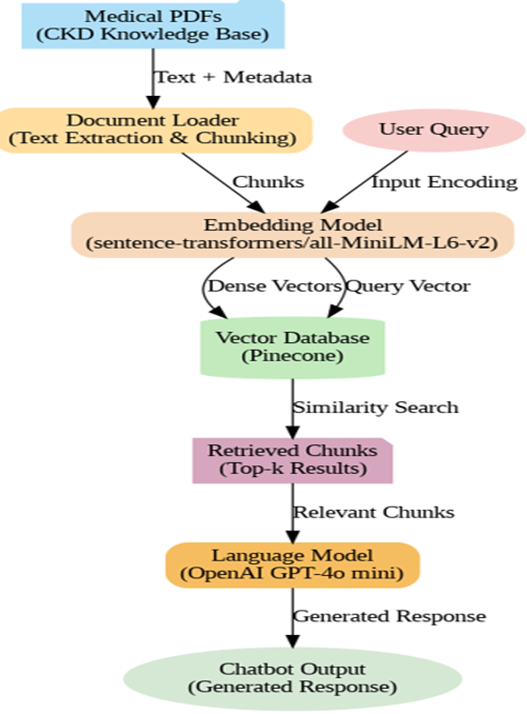 Medical PDFs
(CKD Knowledge Base)
Text + Metadata
Document Loader
(Text Extraction & Chunking)
User Query
Chunks
Input Encoding
Embedding Model
(sentence-transformers/all-MiniLM-L6-v2)
Dense Vectors
Query Vector
Vector Database
(Pinecone)
Similarity Search
Retrieved Chunks
(Top-k Results)
Relevant Chunks
Language Model
(OpenAI GPT-4o mini)
Generated Response
Chatbot Output
(Generated Response)